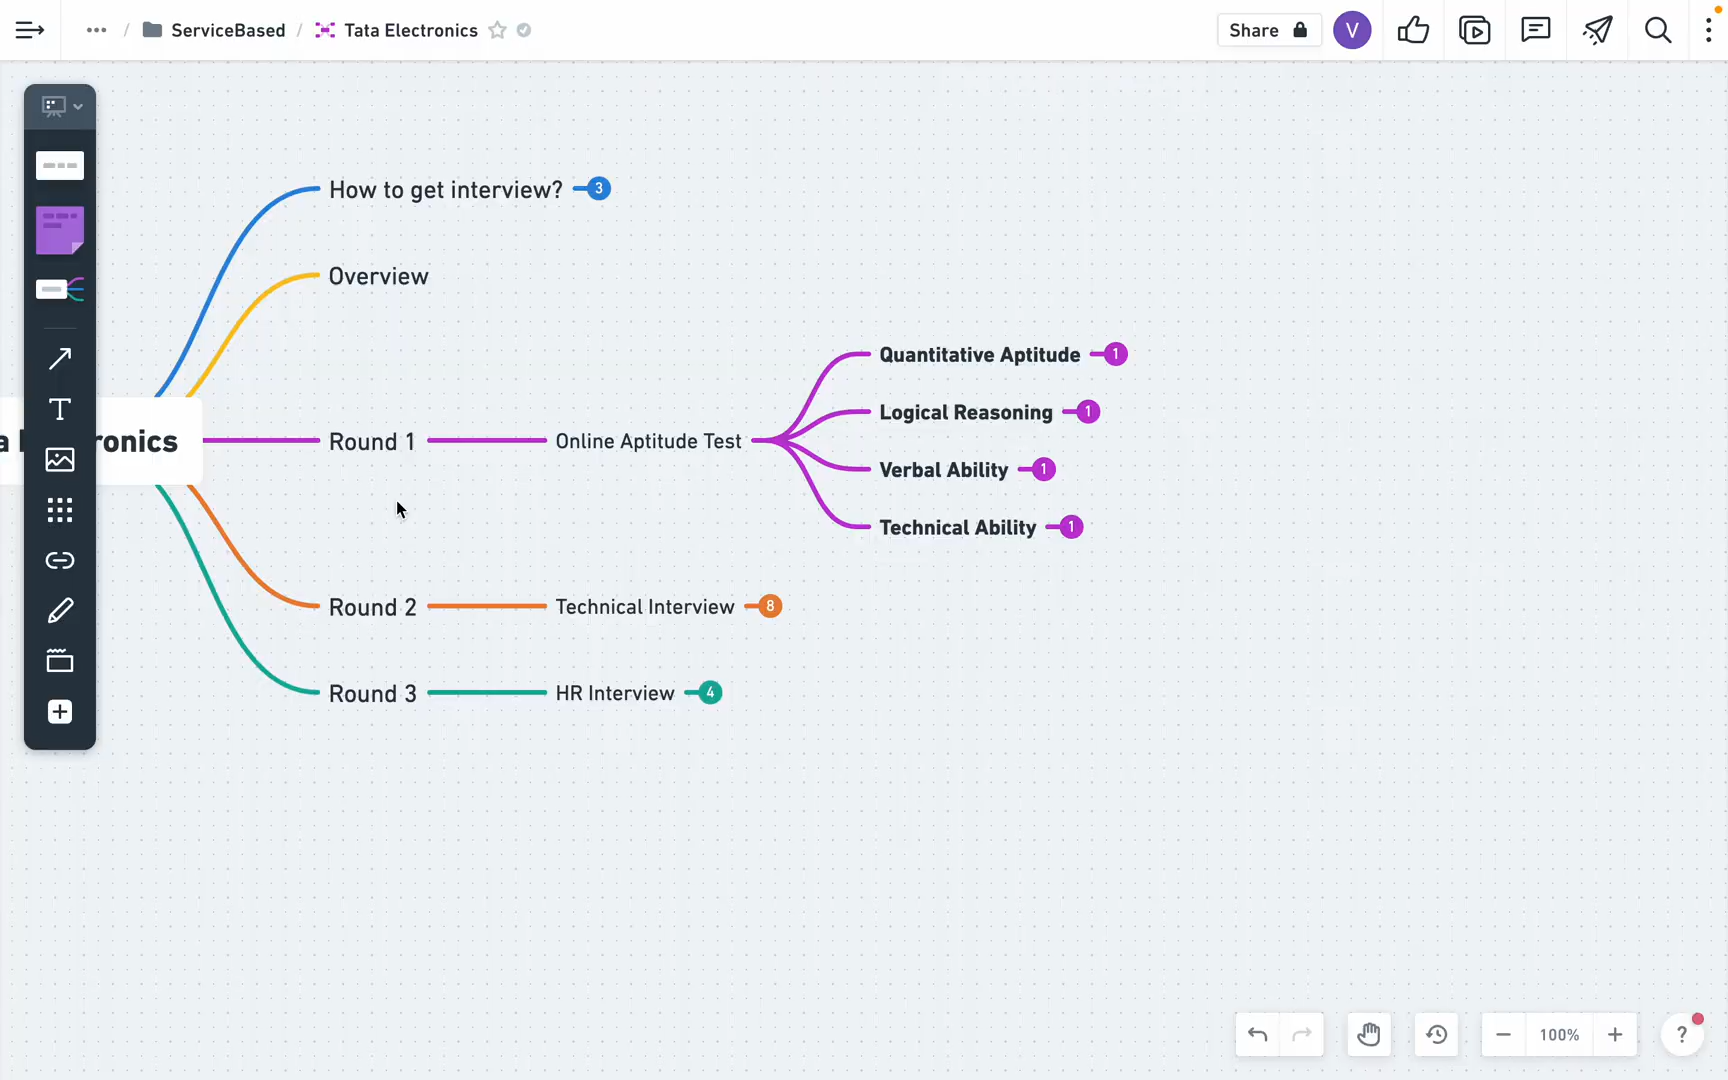 ServiceBased / Tata Electronics
Share
V
How to get interview? 3
Overview
ronics
Round 1
Online Aptitude Test
Quantitative Aptitude 1
Logical Reasoning 1
Verbal Ability 1
Technical Ability 1
Round 2
Technical Interview 8
Round 3
HR Interview 4
T
100%
?